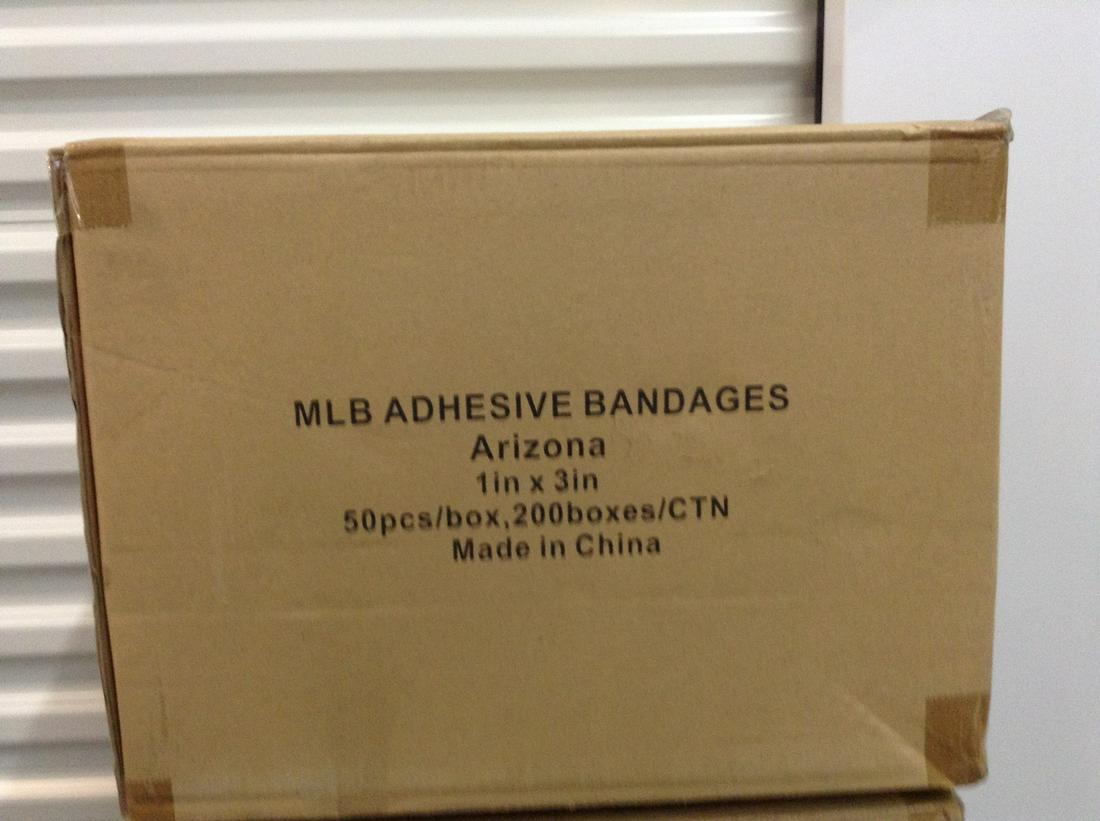 MLB ADHESIVE BANDAGES
Arizona
1in x 3in
50pcs/box,200boxes/CTN
Made in China